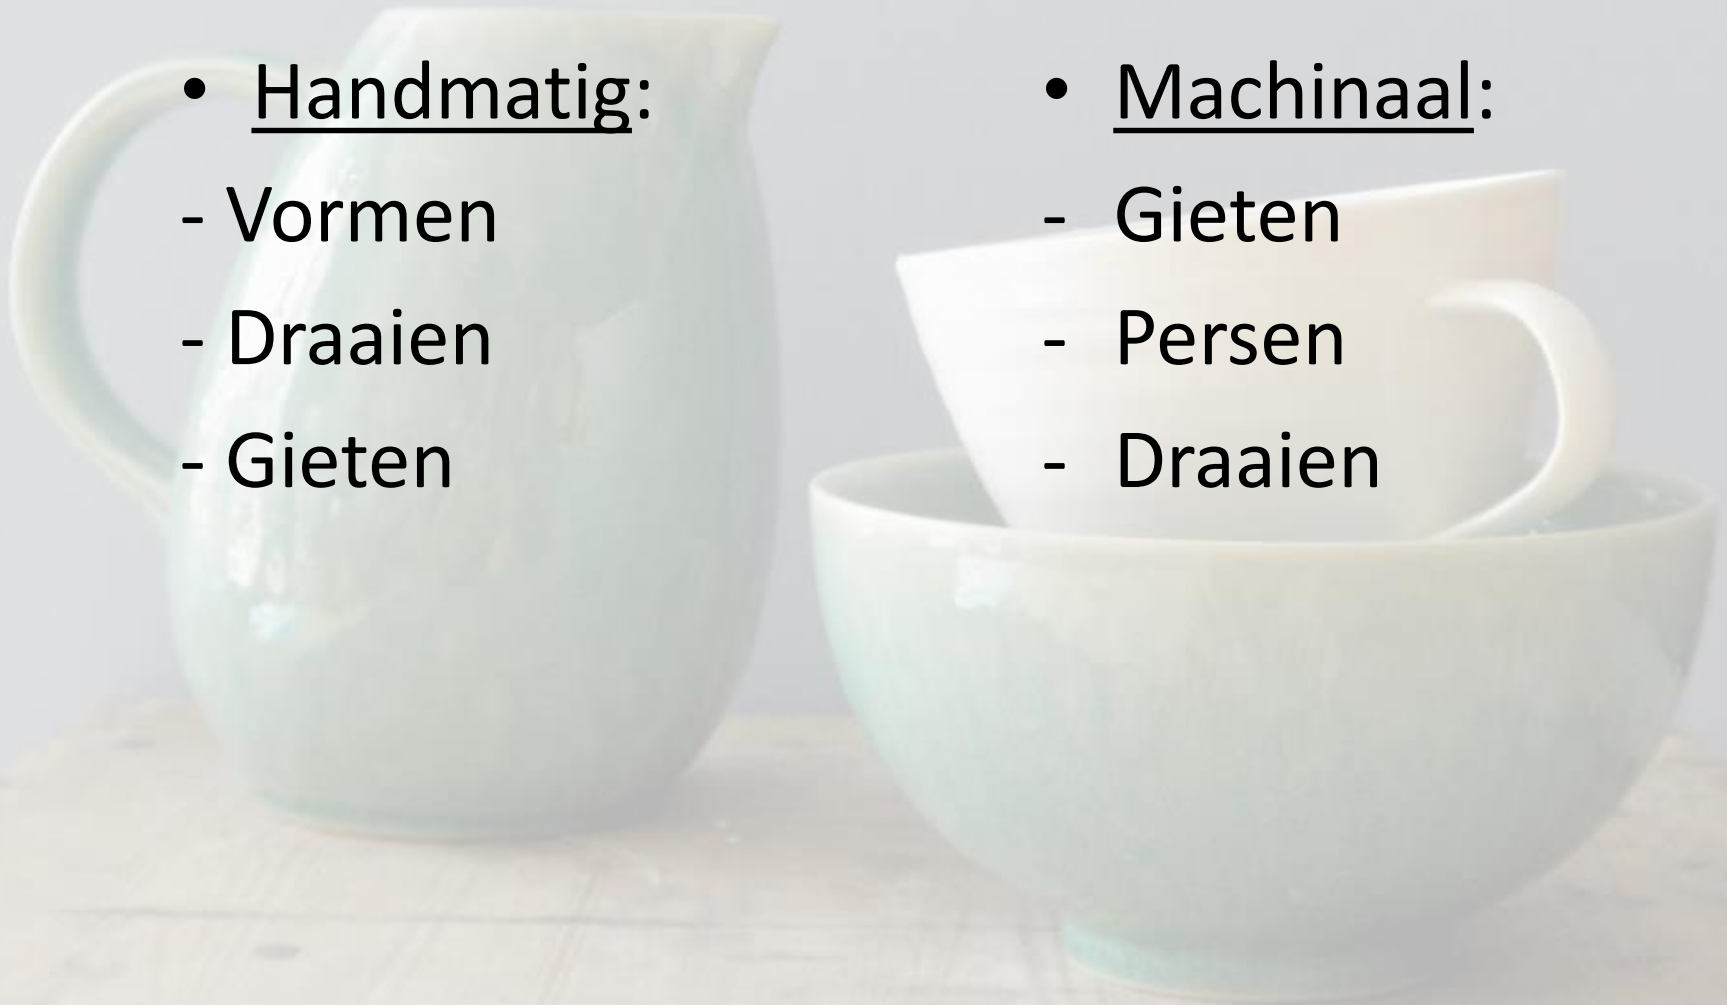 • Handmatig:
- Vormen
- Draaien
- Gieten
• Machinaal:
- Gieten
- Persen
- Draaien